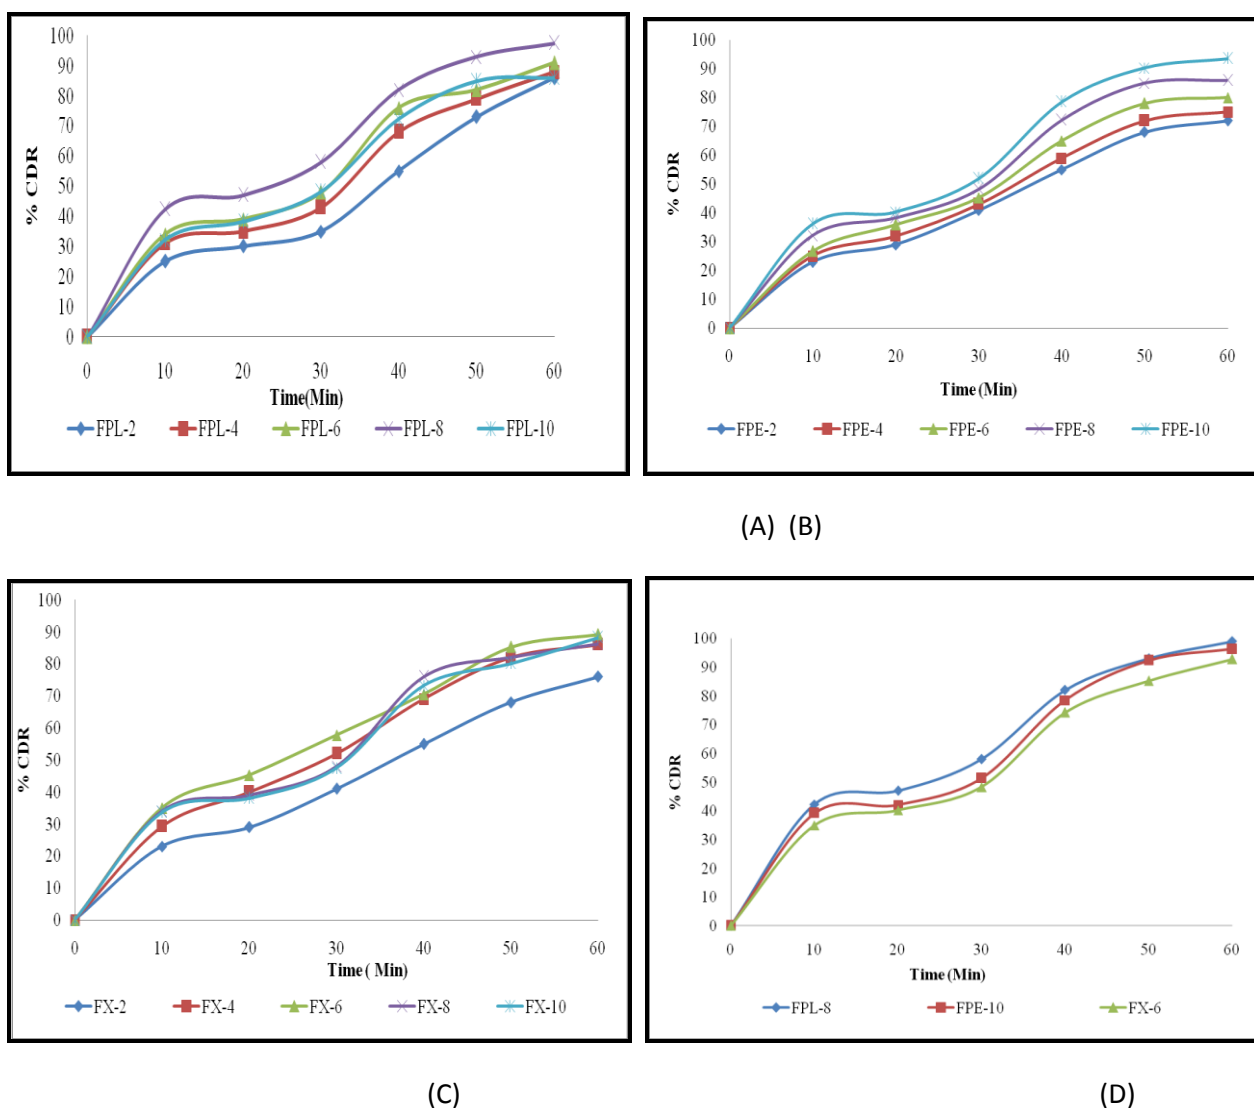 100
90
80
70
60
50
40
30
20
10
0
% CDR
0 10 20 30 40 50 60
Time(Min)
FPL-2 FPL-4 FPL-6 FPL-8 FPL-10
100
90
80
70
60
50
40
30
20
10
0
% CDR
0 10 20 30 40 50 60
Time (Min)
FPE-2 FPE-4 FPE-6 FPE-8 FPE-10
(A) (B)
100
90
80
70
60
50
40
30
20
10
0
% CDR
0 10 20 30 40 50 60
Time ( Min)
FX-2 FX-4 FX-6 FX-8 FX-10
100
90
80
70
60
50
40
30
20
10
0
% CDR
0 10 20 30 40 50 60
Time (Min)
FPL-8 FPE-10 FX-6
(C) (D)